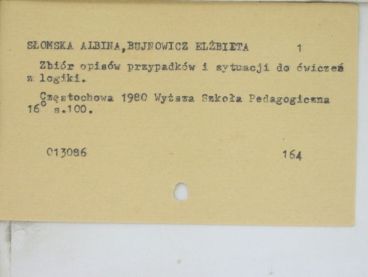 SŁOMSKA ALBINA,BUJNOWICZ ELŻBIETA 1
Zbiór opisów przypadków i sytuacji do ćwiczeń
z logiki.
Częstochowa 1980 Wyższa Szkoła Pedagogiczna
16° s.100.
013086 164